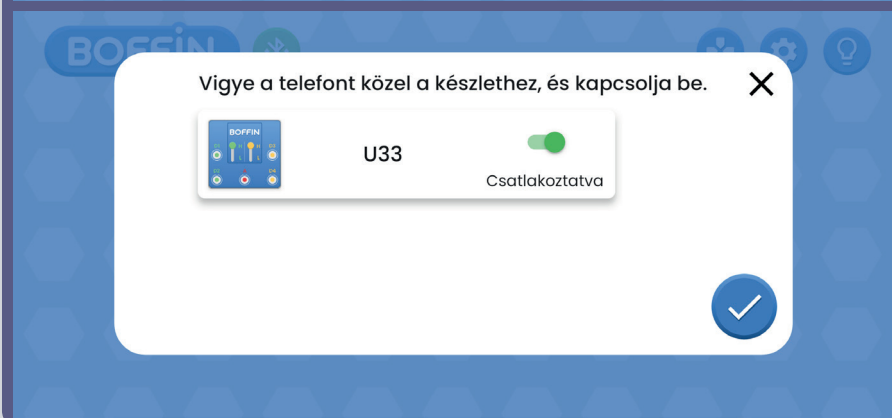 BOFFIN
Vigye a telefont közel a készlethez, és kapcsolja be.
BOFFIN
U33
Csatlakoztatva